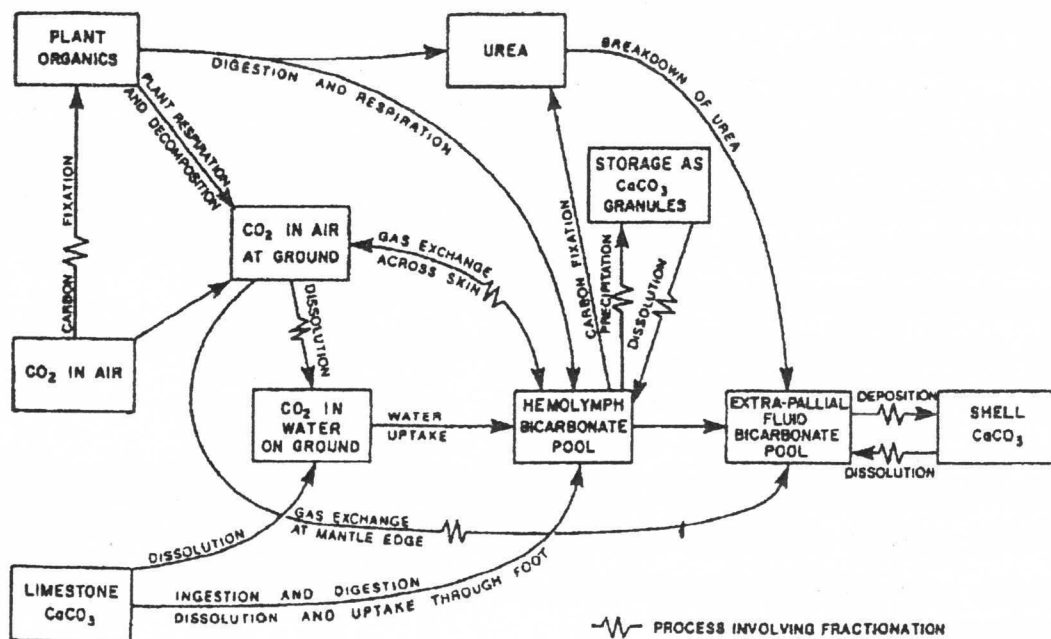 PLANT
ORGANICS
UREA
DIGESTION AND RESPIRATION
BREAKDOWN OF UREA
PLANT RESPIRATION
AND DECOMPOSITION
CARBON FIXATION
STORAGE AS
CaCO3
GRANULES
CO2 IN AIR
AT GROUND
GAS EXCHANGE
ACROSS SKIN
CARBON FIXATION
PRECIPITATION
DISSOLUTION
DISSOLUTION
CO2 IN AIR
CO2 IN
WATER
ON GROUND
WATER
UPTAKE
HEMOLYMPH
BICARBONATE
POOL
EXTRA-PALLIAL
FLUID
BICARBONATE
POOL
DEPOSITION
DISSOLUTION
SHELL
CaCO3
GAS EXCHANGE
AT MANTLE EDGE
DISSOLUTION
LIMESTONE
CaCO3
INGESTION AND DIGESTION
DISSOLUTION AND UPTAKE THROUGH FOOT
PROCESS INVOLVING FRACTIONATION